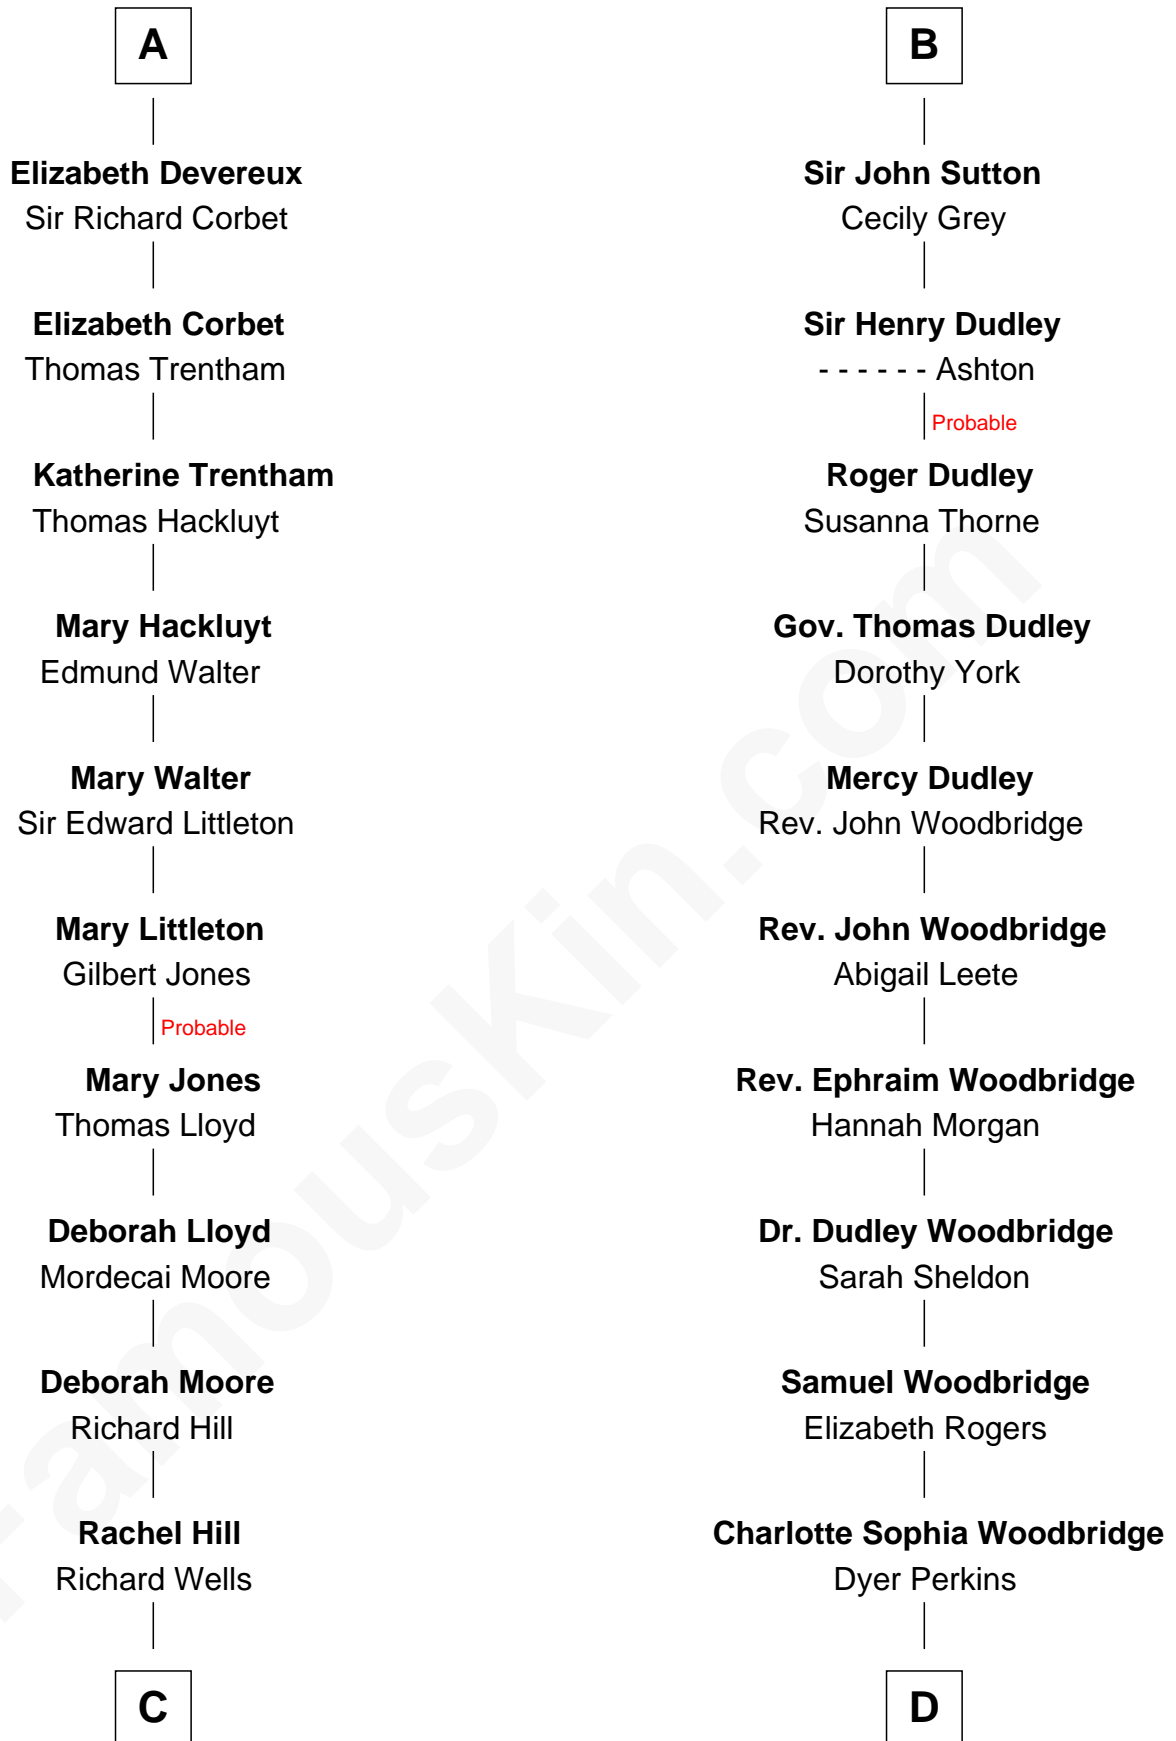 A
Elizabeth Devereux
Sir Richard Corbet
Elizabeth Corbet
Thomas Trentham
Katherine Trentham
Thomas Hackluyt
Mary Hackluyt
Edmund Walter
Mary Walter
Sir Edward Littleton
Mary Littleton
Gilbert Jones
Probable
Mary Jones
Thomas Lloyd
Deborah Lloyd
Mordecai Moore
Deborah Moore
Richard Hill
Rachel Hill
Richard Wells
C
B
Sir John Sutton
Cecily Grey
Sir Henry Dudley
- - - - - - Ashton
Probable
Roger Dudley
Susanna Thorne
Gov. Thomas Dudley
Dorothy York
Mercy Dudley
Rev. John Woodbridge
Rev. John Woodbridge
Abigail Leete
Rev. Ephraim Woodbridge
Hannah Morgan
Dr. Dudley Woodbridge
Sarah Sheldon
Samuel Woodbridge
Elizabeth Rogers
Charlotte Sophia Woodbridge
Dyer Perkins
D
FamousKin.com